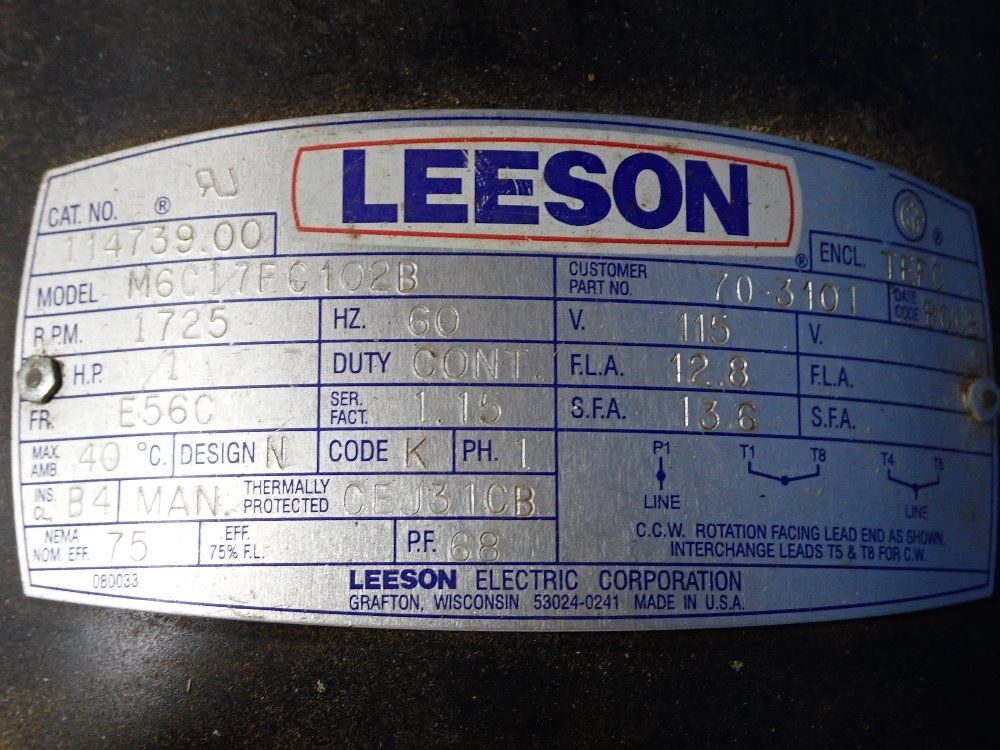 LEESON
CAT. NO. ®
114739.00
ENCL. TEFC
MODEL M6C17FC102B
CUSTOMER PART NO. 70-3101
DATE CODE
R.P.M. 1725 HZ. 60 V. 115 V.
H.P. 1 DUTY CONT. F.L.A. 12.8 F.L.A.
FR. E56C SER. FACT. 1.15 S.F.A. 13.6 S.F.A.
MAX. AMB. 40 °C. DESIGN N CODE K PH. 1
P1 T1 T8 T4 T5
LINE LINE
INS. CL. B4 MAN. THERMALLY PROTECTED CEJ31CB
C.C.W. ROTATION FACING LEAD END AS SHOWN.
INTERCHANGE LEADS T5 & T8 FOR C.W.
NEMA NOM EFF. 75 EFF. 75% F.L. P.F. 68
080033
LEESON ELECTRIC CORPORATION
GRAFTON, WISCONSIN 53024-0241 MADE IN U.S.A.